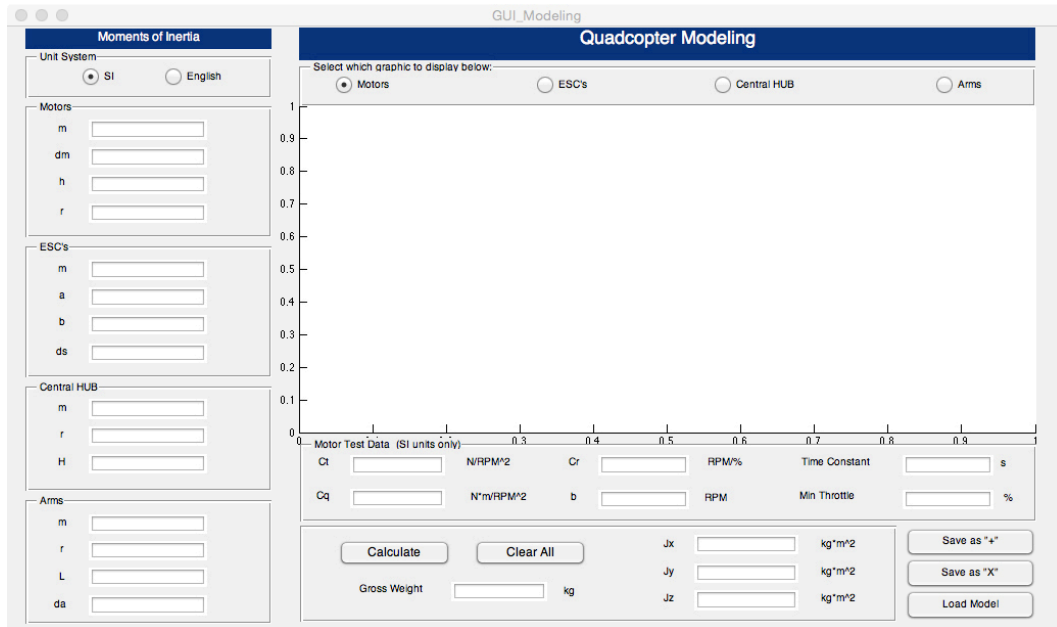 GUI_Modeling
Moments of Inertia
Unit System
SI English
Motors
m
dm
h
r
ESC's
m
a
b
ds
Central HUB
m
r
H
Arms
m
r
L
da
Quadcopter Modeling
Select which graphic to display below:
Motors ESC's Central HUB Arms
1
0.9
0.8
0.7
0.6
0.5
0.4
0.3
0.2
0.1
0
0 0.3 0.4 0.5 0.6 0.7 0.8 0.9 1
Motor Test Data (SI units only)
Ct N/RPM^2 Cr RPM/% Time Constant s
Cq N*m/RPM^2 b RPM Min Throttle %
Calculate Clear All
Gross Weight kg
Jx kg*m^2
Jy kg*m^2
Jz kg*m^2
Save as "+"
Save as "X"
Load Model